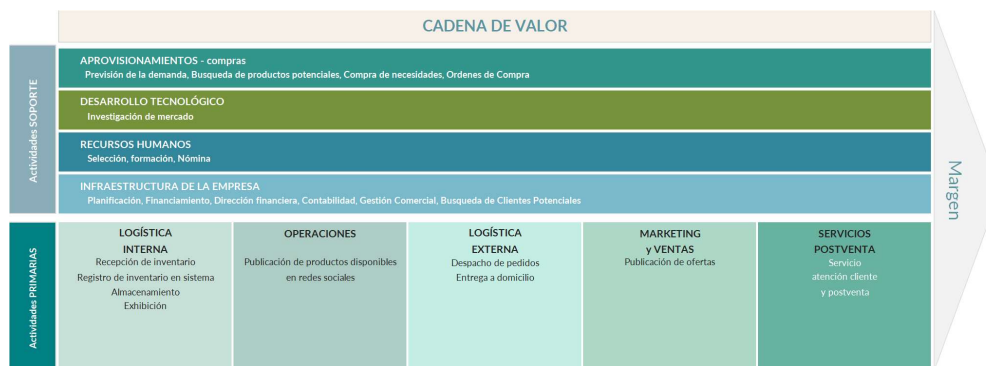 CADENA DE VALOR
Actividades SOPORTE
APROVISIONAMIENTOS - compras
Previsión de la demanda, Busqueda de productos potenciales, Compra de necesidades, Ordenes de Compra
DESARROLLO TECNOLÓGICO
Investigación de mercado
RECURSOS HUMANOS
Selección, formación, Nómina
INFRAESTRUCTURA DE LA EMPRESA
Planificación, Financiamiento, Dirección financiera, Contabilidad, Gestión Comercial, Busqueda de Clientes Potenciales
Margen
Actividades PRIMARIAS
LOGÍSTICA
INTERNA
Recepción de inventario
Registro de inventario en sistema
Almacenamiento
Exhibición
OPERACIONES
Publicación de productos disponibles
en redes sociales
LOGÍSTICA
EXTERNA
Despacho de pedidos
Entrega a domicilio
MARKETING
y VENTAS
Publicación de ofertas
SERVICIOS
POSTVENTA
Servicio
atención cliente
y postventa